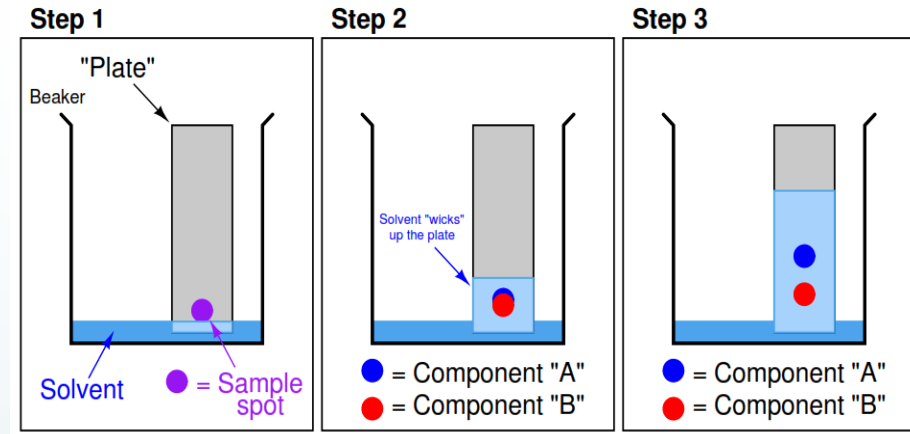 Step 1
"Plate"
Beaker
Solvent
= Sample
spot
Step 2
Solvent "wicks"
up the plate
= Component "A"
= Component "B"
Step 3
= Component "A"
= Component "B"